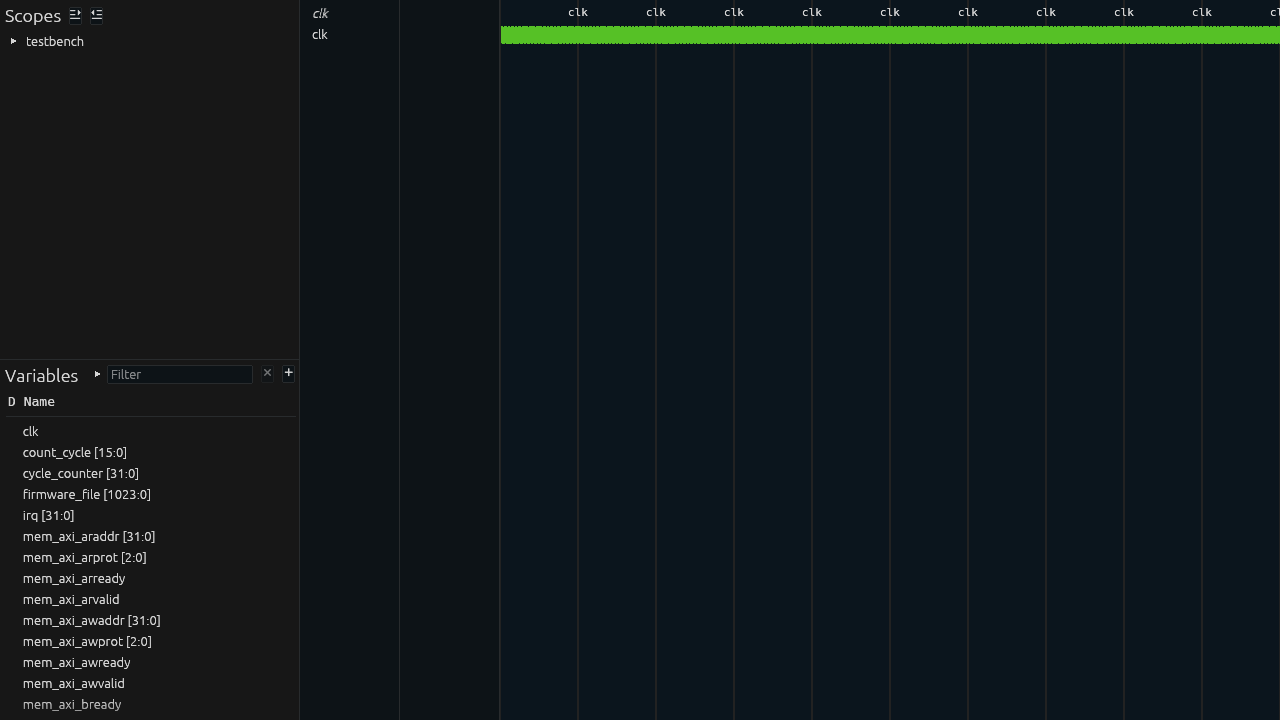 Scopes
testbench
Variables
Filter
× +
D Name
clk
count_cycle [15:0]
cycle_counter [31:0]
firmware_file [1023:0]
irq [31:0]
mem_axi_araddr [31:0]
mem_axi_arprot [2:0]
mem_axi_arready
mem_axi_arvalid
mem_axi_awaddr [31:0]
mem_axi_awprot [2:0]
mem_axi_awready
mem_axi_awvalid
mem_axi_bready
clk
clk
clk clk clk clk clk clk clk clk clk